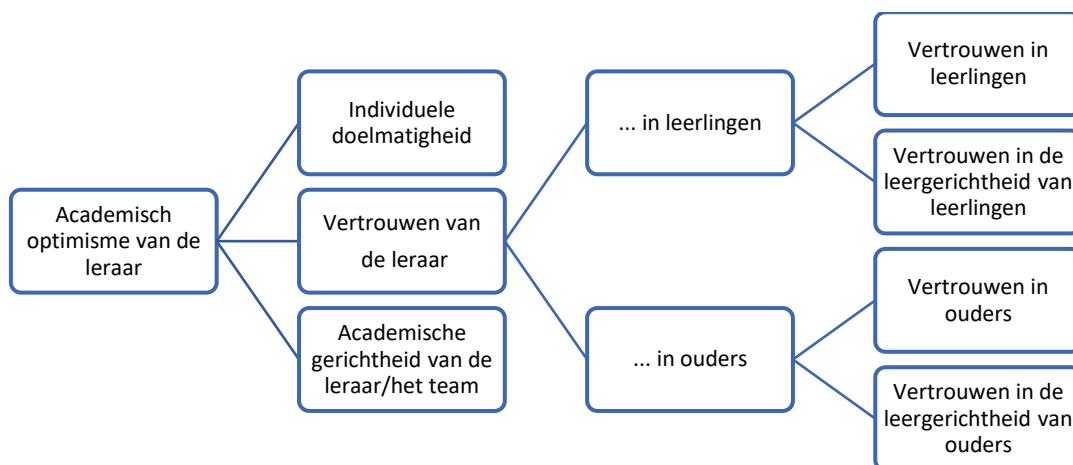 Academisch
optimisme van de
leraar
Individuele
doelmatigheid
Vertrouwen van
de leraar
Academische
gerichtheid van de
leraar/het team
... in leerlingen
... in ouders
Vertrouwen in
leerlingen
Vertrouwen in de
leergerichtheid van
leerlingen
Vertrouwen in
ouders
Vertrouwen in de
leergerichtheid van
ouders